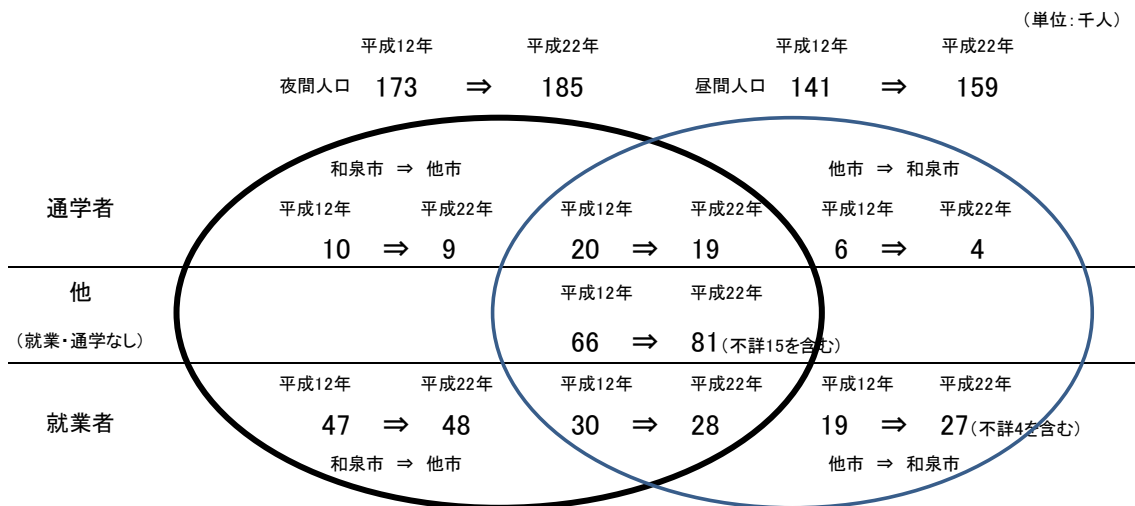 （単位：千人）
平成12年 平成22年 平成12年 平成22年
夜間人口 173 ⇒ 185 昼間人口 141 ⇒ 159
和泉市 ⇒ 他市 他市 ⇒ 和泉市
通学者 平成12年 平成22年 平成12年 平成22年 平成12年 平成22年
10 ⇒ 9 20 ⇒ 19 6 ⇒ 4
他 平成12年 平成22年
（就業・通学なし） 66 ⇒ 81（不詳15を含む）
平成12年 平成22年 平成12年 平成22年 平成12年 平成22年
就業者 47 ⇒ 48 30 ⇒ 28 19 ⇒ 27（不詳4を含む）
和泉市 ⇒ 他市 他市 ⇒ 和泉市